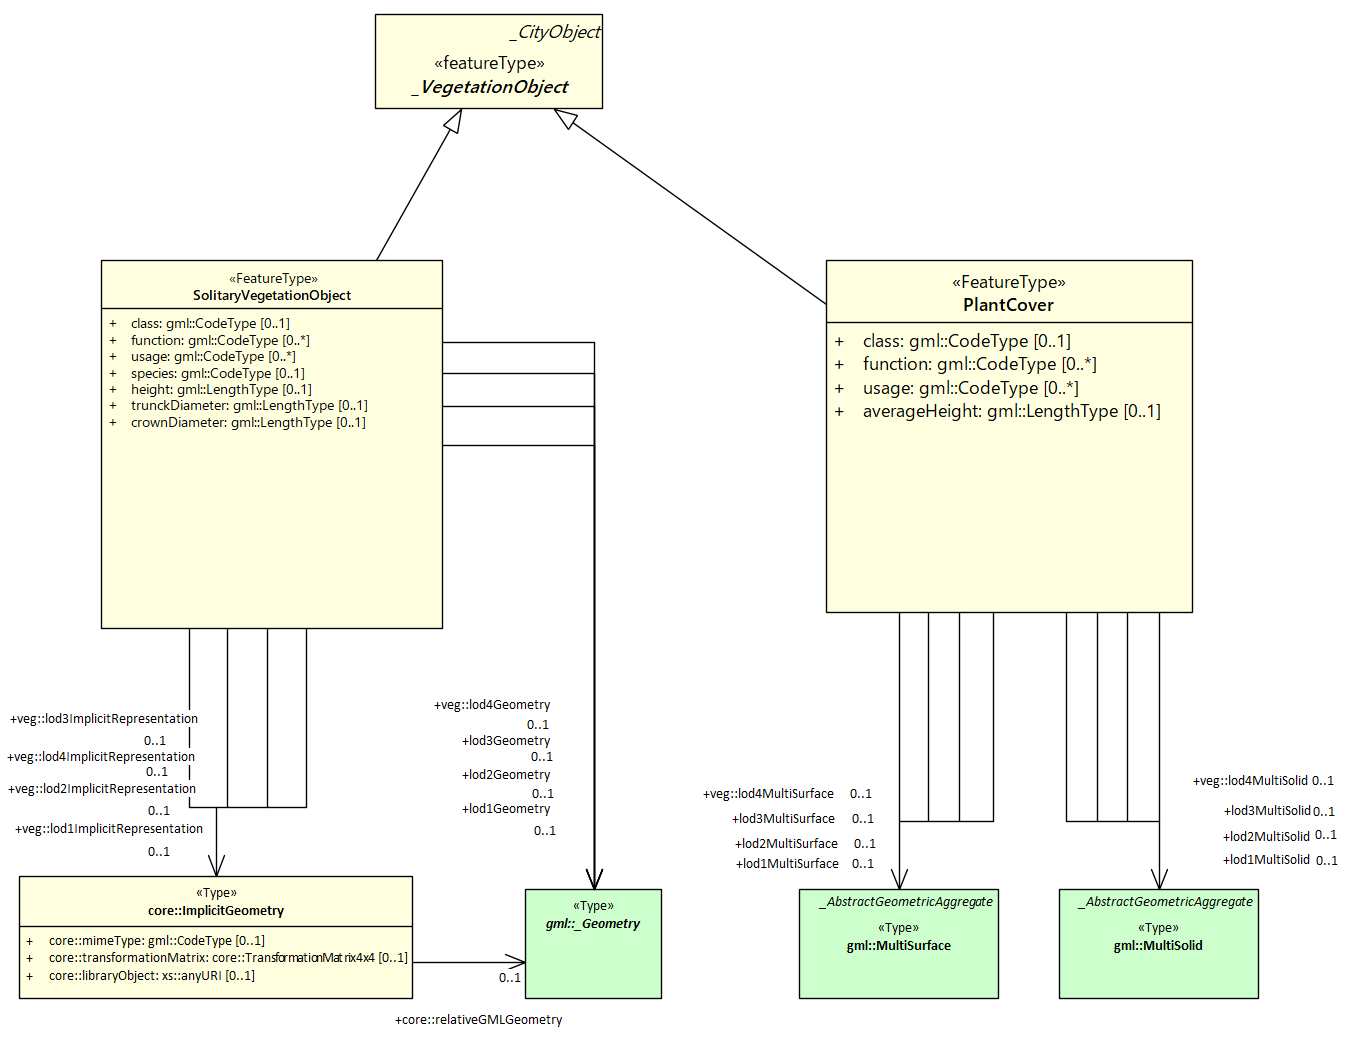 _CityObject
«featureType»
_VegetationObject
«FeatureType»
SolitaryVegetationObject
+ class: gml::CodeType [0..1]
+ function: gml::CodeType [0..*]
+ usage: gml::CodeType [0..*]
+ species: gml::CodeType [0..1]
+ height: gml::LengthType [0..1]
+ trunckDiameter: gml::LengthType [0..1]
+ crownDiameter: gml::LengthType [0..1]
«FeatureType»
PlantCover
+ class: gml::CodeType [0..1]
+ function: gml::CodeType [0..*]
+ usage: gml::CodeType [0..*]
+ averageHeight: gml::LengthType [0..1]
+veg::lod3ImplicitRepresentation
0..1
+veg::lod4ImplicitRepresentation
0..1
+veg::lod2ImplicitRepresentation
0..1
+veg::lod1ImplicitRepresentation
0..1
+veg::lod4Geometry
0..1
+lod3Geometry
0..1
+lod2Geometry
0..1
+lod1Geometry
0..1
+veg::lod4MultiSurface 0..1
+lod3MultiSurface 0..1
+lod2MultiSurface 0..1
+lod1MultiSurface 0..1
+veg::lod4MultiSolid 0..1
+lod3MultiSolid 0..1
+lod2MultiSolid 0..1
+lod1MultiSolid 0..1
«Type»
core::ImplicitGeometry
+ core::mimeType: gml::CodeType [0..1]
+ core::transformationMatrix: core::TransformationMatrix4x4 [0..1]
+ core::libraryObject: xs::anyURI [0..1]
0..1
+core::relativeGMLGeometry
«Type»
gml::_Geometry
_AbstractGeometricAggregate
«Type»
gml::MultiSurface
_AbstractGeometricAggregate
«Type»
gml::MultiSolid